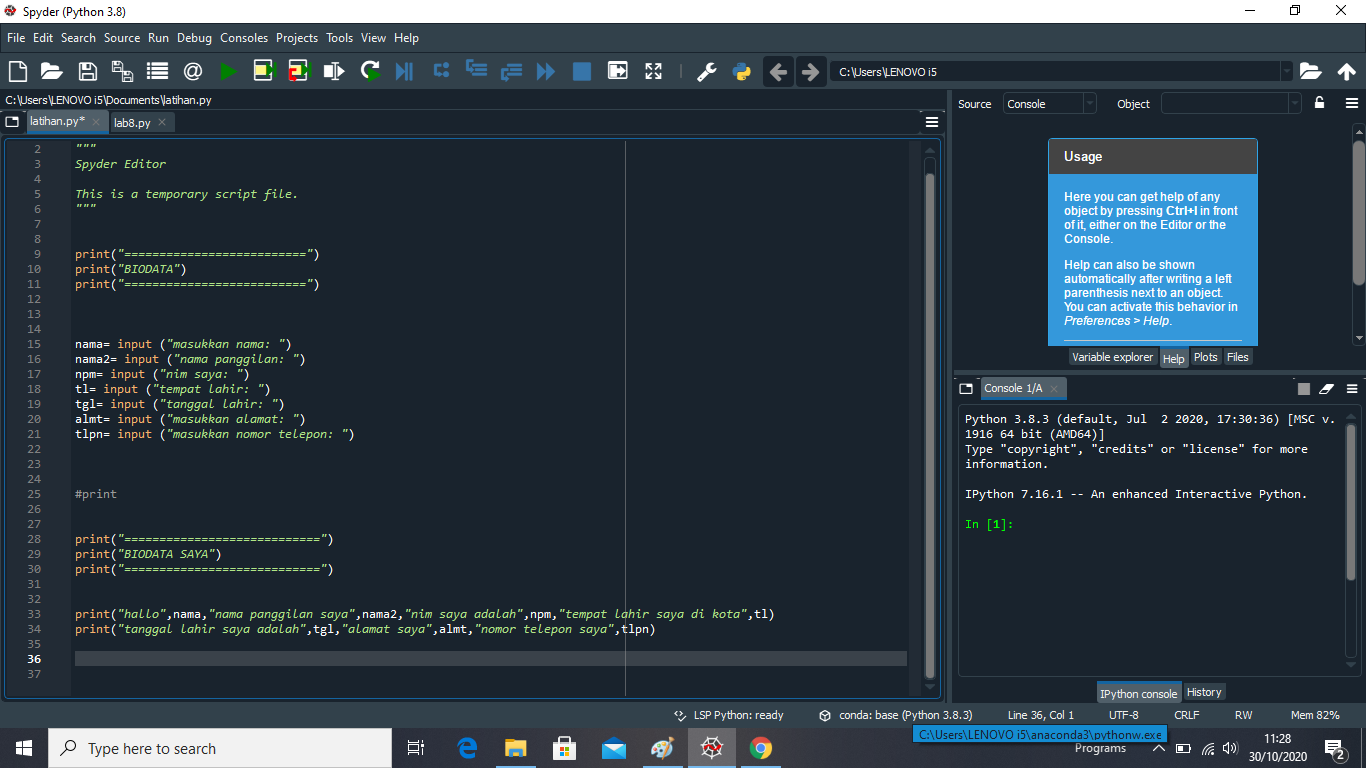 Spyder (Python 3.8)
File Edit Search Source Run Debug Consoles Projects Tools View Help
C:\Users\LENOVO i5
C:\Users\LENOVO i5\Documents\latihan.py
latihan.py*
lab8.py
2 """
3 Spyder Editor
4
5 This is a temporary script file.
6 """
7
8
9 print("==========================")
10 print("BIODATA")
11 print("==========================")
12
13
14
15 nama= input ("masukkan nama: ")
16 nama2= input ("nama panggilan: ")
17 npm= input ("nim saya: ")
18 tl= input ("tempat lahir: ")
19 tgl= input ("tanggal lahir: ")
20 almt= input ("masukkan alamat: ")
21 tlpn= input ("masukkan nomor telepon: ")
22
23
24
25 #print
26
27
28 print("============================")
29 print("BIODATA SAYA")
30 print("============================")
31
32
33 print("hallo",nama,"nama panggilan saya",nama2,"nim saya adalah",npm,"tempat lahir saya di kota",tl)
34 print("tanggal lahir saya adalah",tgl,"alamat saya",almt,"nomor telepon saya",tlpn)
35
36
37
Source Console Object
Usage
Here you can get help of any
object by pressing Ctrl+I in front
of it, either on the Editor or the
Console.
Help can also be shown
automatically after writing a left
parenthesis next to an object.
You can activate this behavior in
Preferences > Help.
Variable explorer Help Plots Files
Console 1/A
Python 3.8.3 (default, Jul  2 2020, 17:30:36) [MSC v.
1916 64 bit (AMD64)]
Type "copyright", "credits" or "license" for more
information.
IPython 7.16.1 -- An enhanced Interactive Python.
In [1]:
IPython console History
LSP Python: ready conda: base (Python 3.8.3) Line 36, Col 1 UTF-8 CRLF RW Mem 82%
C:\Users\LENOVO i5\anaconda3\pythonw.exe
Type here to search
Programs
11:28
30/10/2020
2